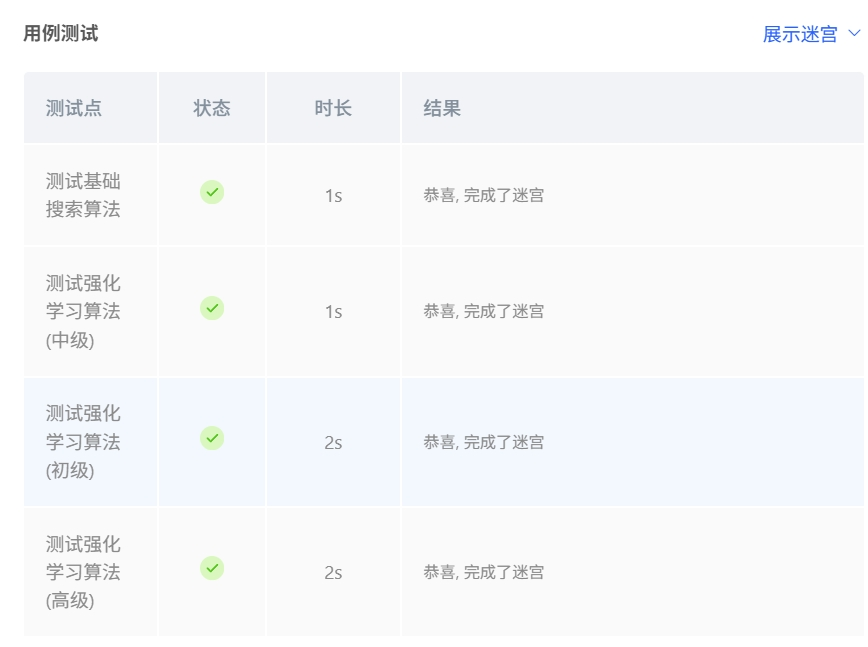 用例测试
展示迷宫
测试点 状态 时长 结果
测试基础
搜索算法
1s
恭喜, 完成了迷宫
测试强化
学习算法
(中级)
1s
恭喜, 完成了迷宫
测试强化
学习算法
(初级)
2s
恭喜, 完成了迷宫
测试强化
学习算法
(高级)
2s
恭喜, 完成了迷宫